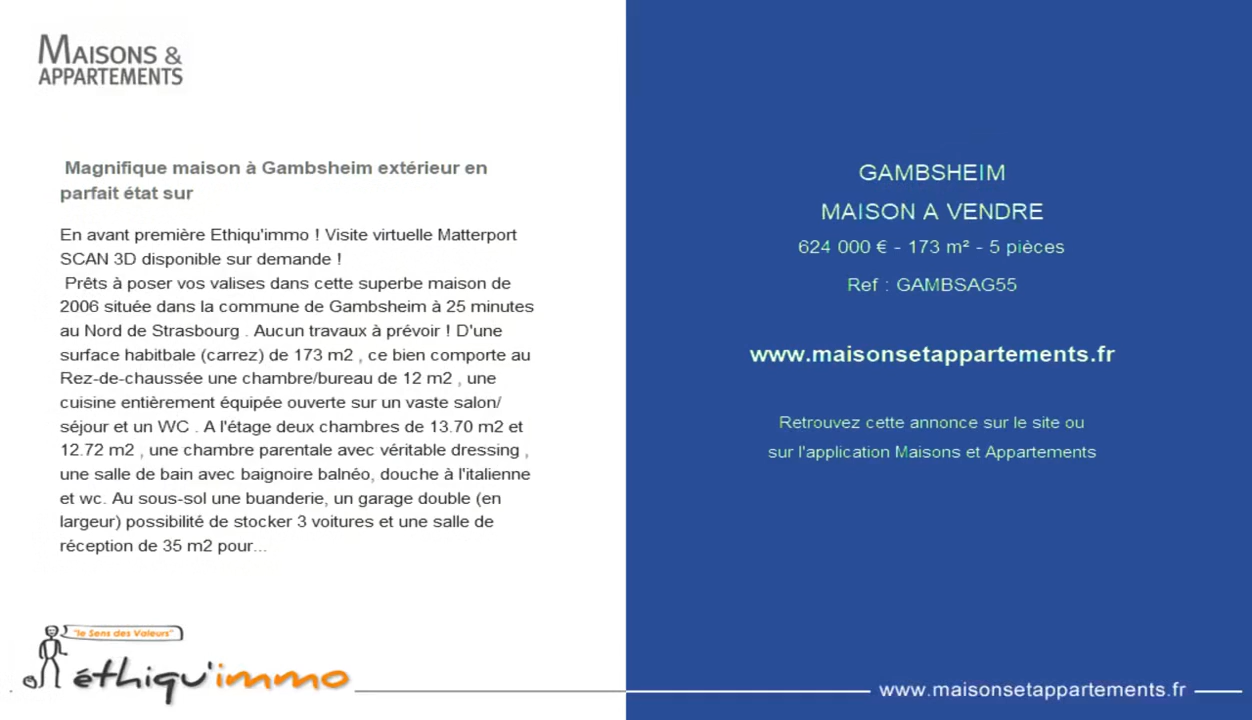 MAISONS &
APPARTEMENTS
Magnifique maison à Gambsheim extérieur en
parfait état sur
En avant première Ethiqu'immo ! Visite virtuelle Matterport
SCAN 3D disponible sur demande !
Prêts à poser vos valises dans cette superbe maison de
2006 située dans la commune de Gambsheim à 25 minutes
au Nord de Strasbourg . Aucun travaux à prévoir ! D'une
surface habitbale (carrez) de 173 m2 , ce bien comporte au
Rez-de-chaussée une chambre/bureau de 12 m2 , une
cuisine entièrement équipée ouverte sur un vaste salon/
séjour et un WC . A l'étage deux chambres de 13.70 m2 et
12.72 m2 , une chambre parentale avec véritable dressing ,
une salle de bain avec baignoire balnéo, douche à l'italienne
et wc. Au sous-sol une buanderie, un garage double (en
largeur) possibilité de stocker 3 voitures et une salle de
réception de 35 m2 pour...
"le Sens des Valeurs"
éthiqu'immo
GAMBSHEIM
MAISON A VENDRE
624 000 € - 173 m² - 5 pièces
Ref : GAMBSAG55
www.maisonsetappartements.fr
Retrouvez cette annonce sur le site ou
sur l'application Maisons et Appartements
www.maisonsetappartements.fr